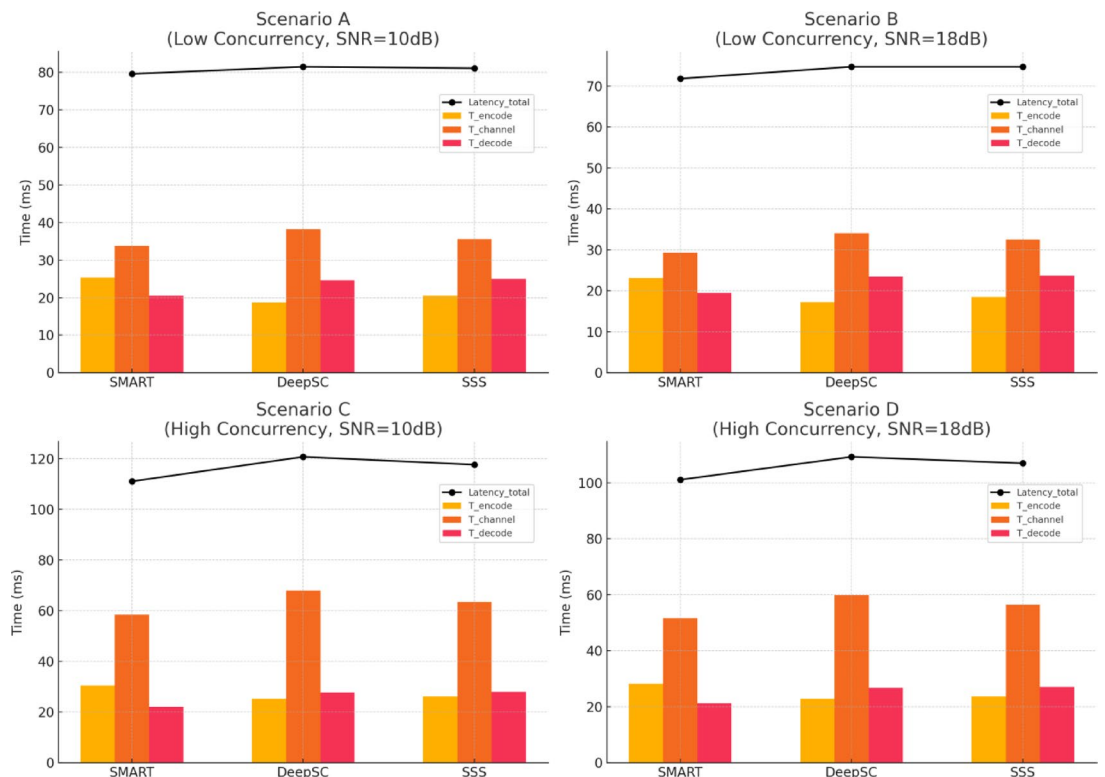 Scenario A
(Low Concurrency, SNR=10dB)
Time (ms)
80
70
60
50
40
30
20
10
0
Latency_total
T_encode
T_channel
T_decode
SMART DeepSC SSS
Scenario B
(Low Concurrency, SNR=18dB)
Time (ms)
70
60
50
40
30
20
10
0
Latency_total
T_encode
T_channel
T_decode
SMART DeepSC SSS
Scenario C
(High Concurrency, SNR=10dB)
Time (ms)
120
100
80
60
40
20
0
Latency_total
T_encode
T_channel
T_decode
SMART DeepSC SSS
Scenario D
(High Concurrency, SNR=18dB)
Time (ms)
100
80
60
40
20
0
Latency_total
T_encode
T_channel
T_decode
SMART DeepSC SSS